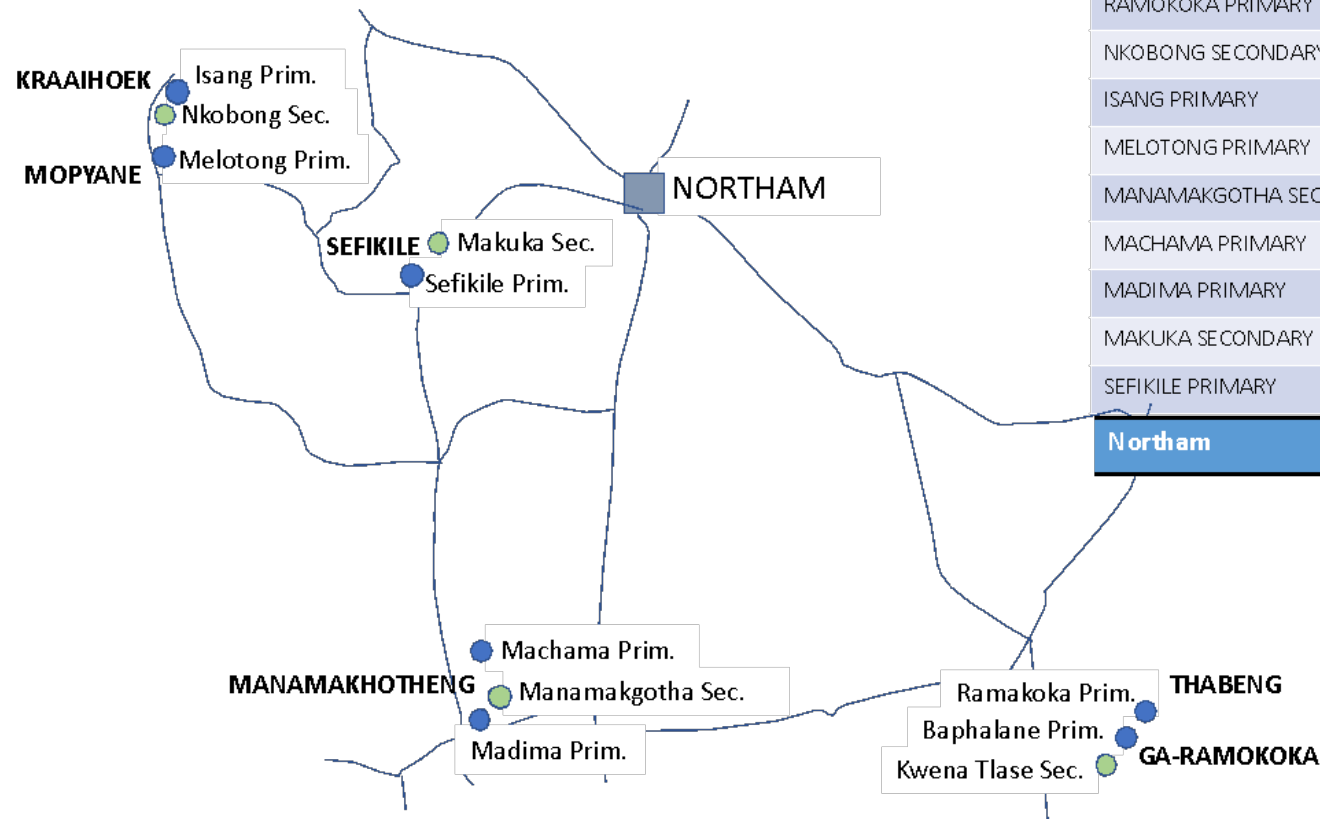 RAMOKOKA PRIMARY
NKOBONG SECONDARY
ISANG PRIMARY
MELOTONG PRIMARY
MANAMAKGOTHA SEC
MACHAMA PRIMARY
MADIMA PRIMARY
MAKUKA SECONDARY
SEFIKILE PRIMARY
Northam
KRAAIHOEK
Isang Prim.
Nkobong Sec.
Melotong Prim.
MOPYANE
NORTHAM
SEFIKILE
Makuka Sec.
Sefikile Prim.
Machama Prim.
MANAMAKHOTHENG
Manamakgotha Sec.
Madima Prim.
Ramakoka Prim.
THABENG
Baphalane Prim.
GA-RAMOKOKA
Kwena Tlase Sec.